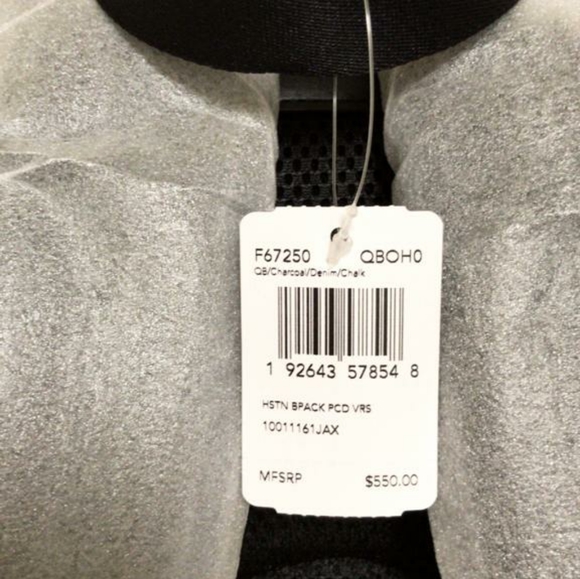 F67250 QBOH0
QB/Charcoal/Denim/Chalk
1 92643 57854 8
HSTN BPACK PCD VRS
10011161JAX
MFSRP $550.00